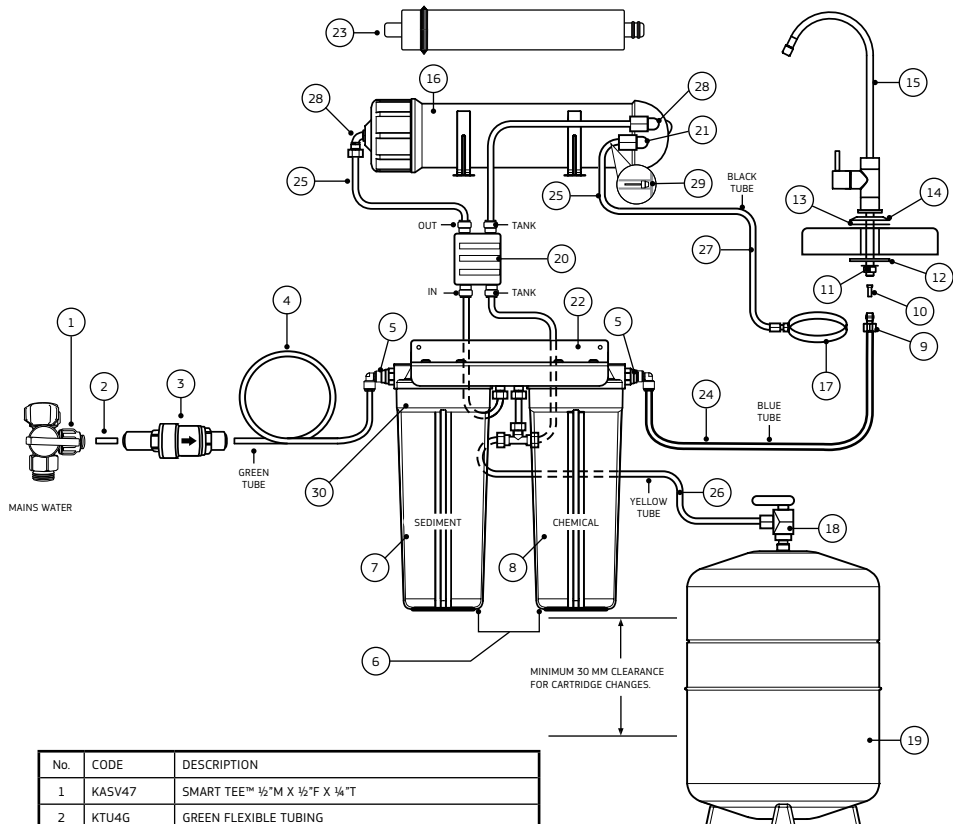 23
16
28
28
15
21
25
29
25
BLACK
TUBE
14
13
OUT
TANK
20
27
12
11
IN
TANK
10
4
22
5
1
5
9
2
3
17
24
BLUE
TUBE
GREEN
TUBE
30
26
MAINS WATER
YELLOW
TUBE
SEDIMENT
CHEMICAL
18
7
8
6
MINIMUM 30 MM CLEARANCE
FOR CARTRIDGE CHANGES.
19
No. CODE DESCRIPTION
1 KASV47 SMART TEE™ ½"M X ½"F X ¼"T
2 KTU4G GREEN FLEXIBLE TUBING